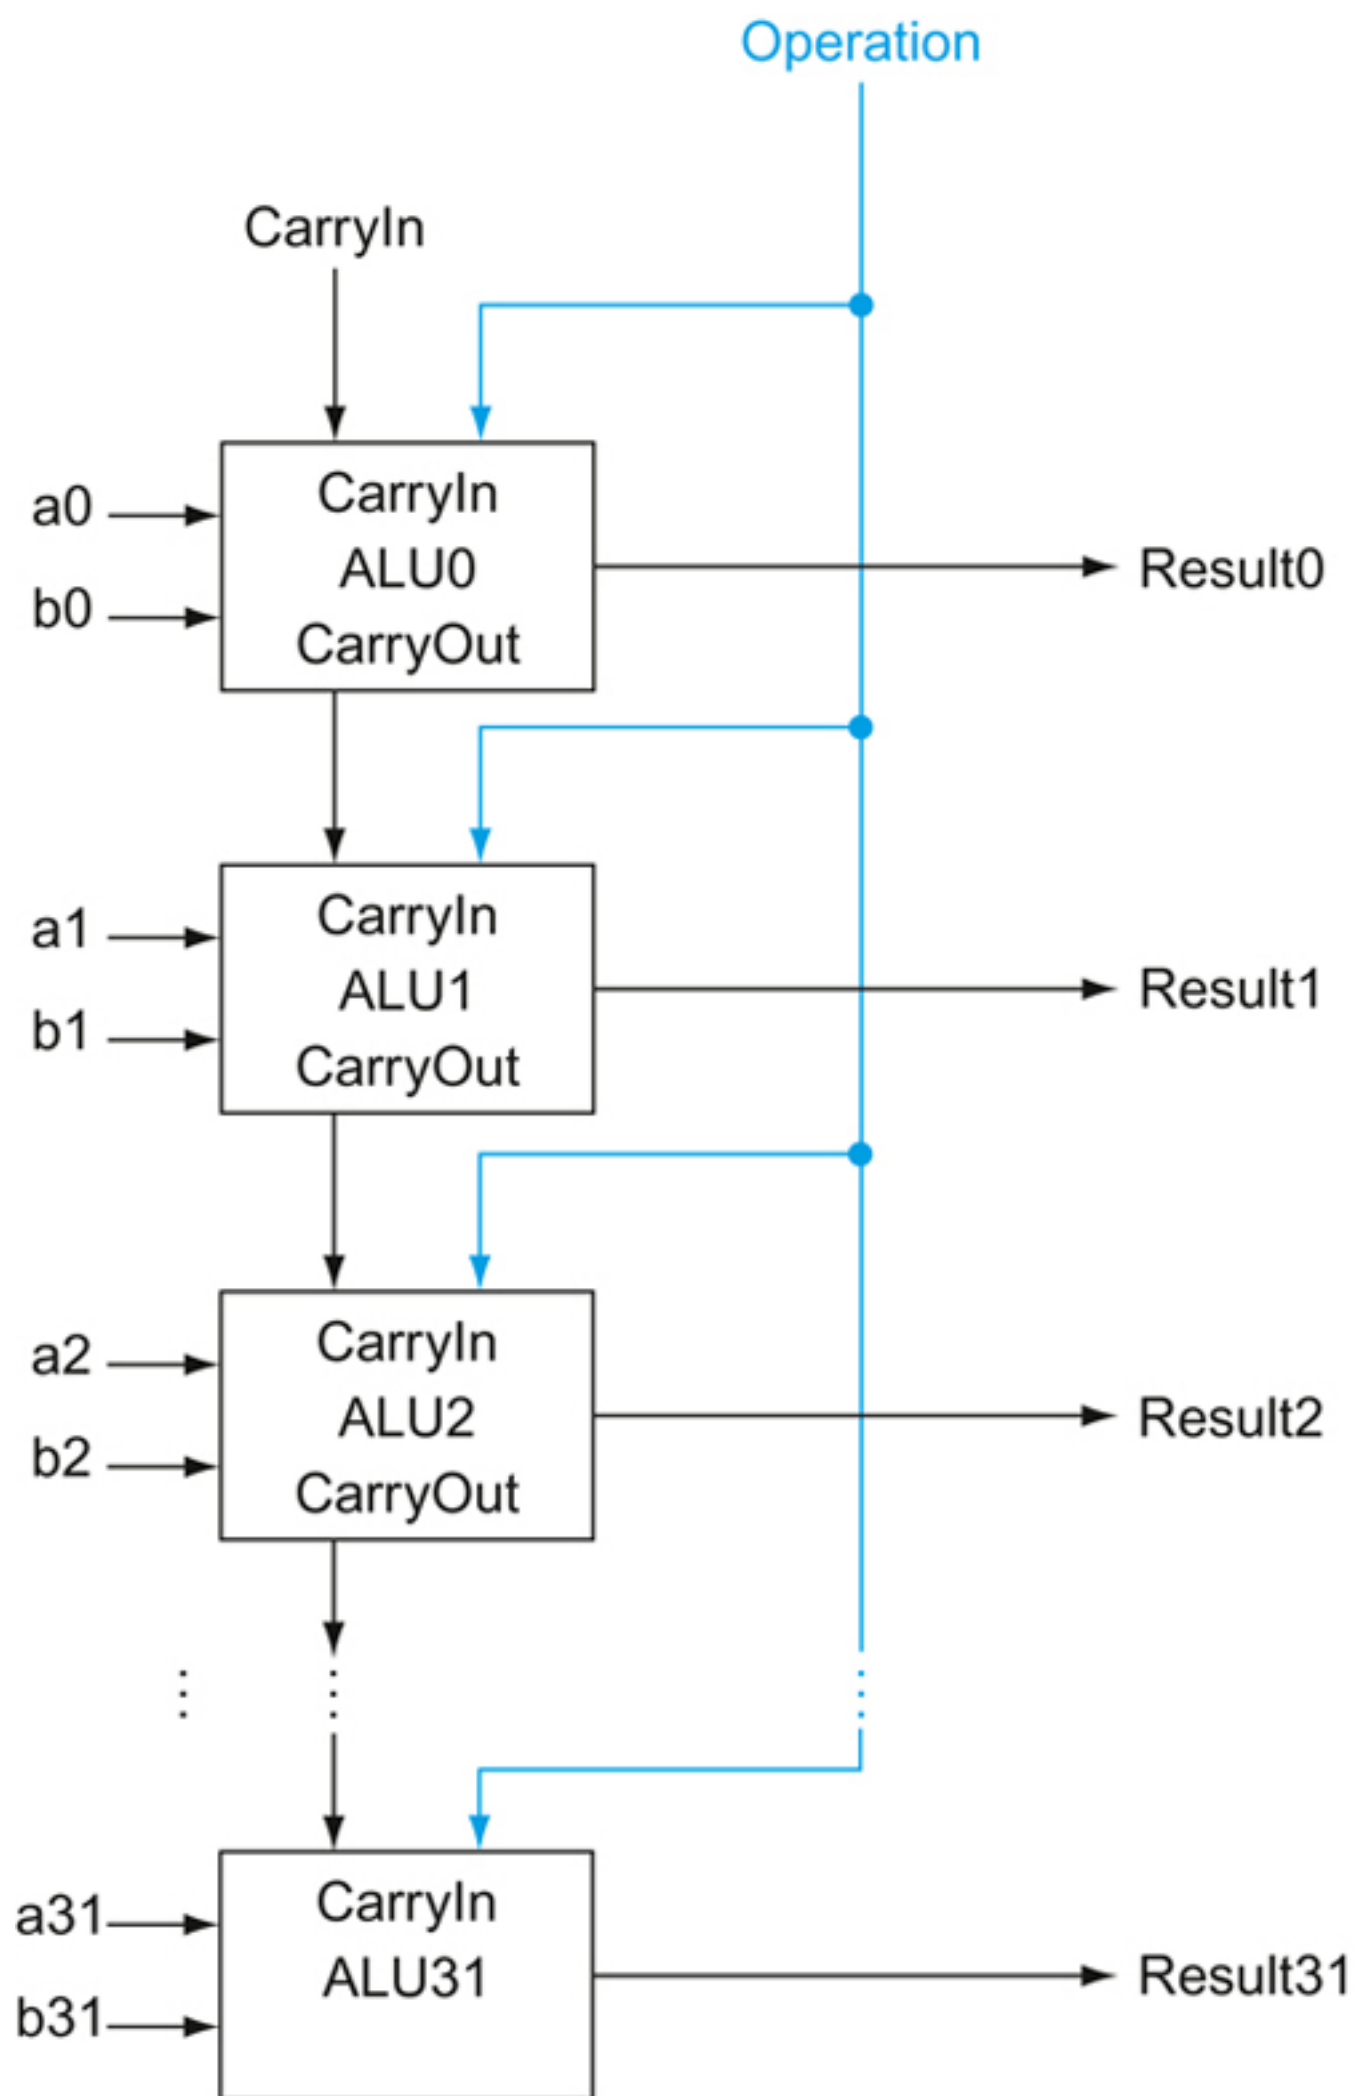 Operation
CarryIn
CarryIn
a0
ALU0
Result0
b0
CarryOut
CarryIn
a1
ALU1
Result1
b1
CarryOut
CarryIn
a2
ALU2
Result2
b2
CarryOut
CarryIn
a31
ALU31
Result31
b31